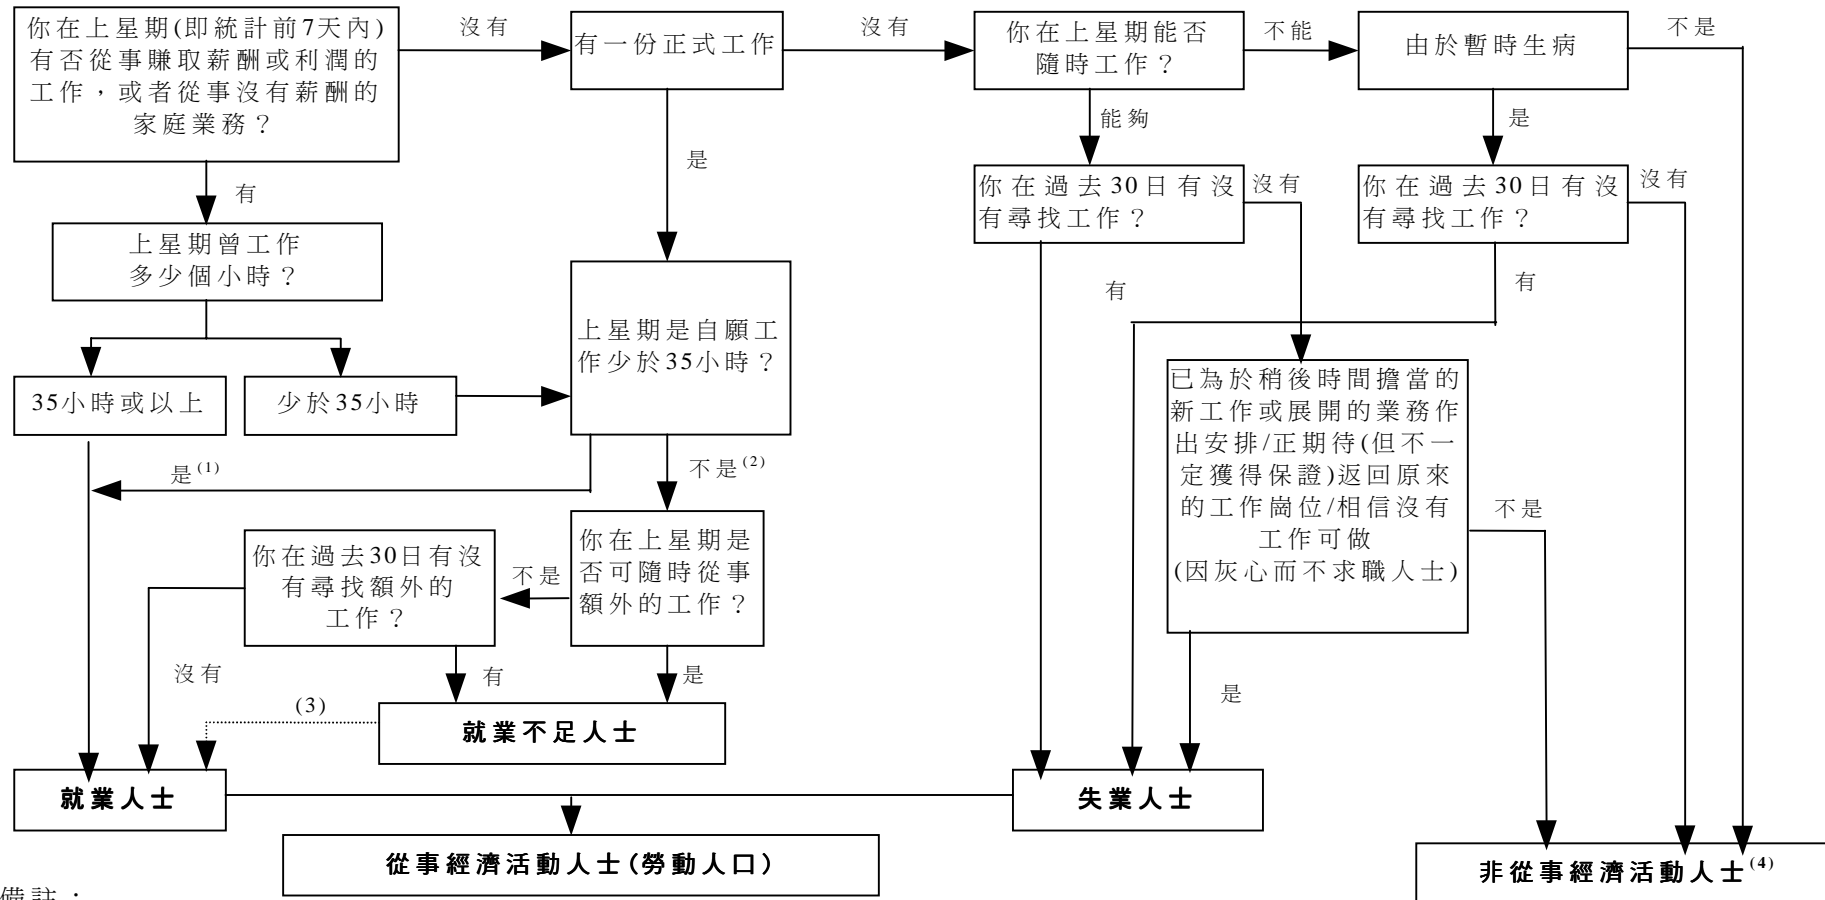 你在上星期(即統計前7天內)
有否從事賺取薪酬或利潤的
工作，或者從事沒有薪酬的
家庭業務？
沒有
有一份正式工作
沒有
你在上星期能否
隨時工作？
不能
由於暫時生病
不是
有
是
能夠
是
上星期曾工作
多少個小時？
你在過去30日有沒
有尋找工作？
沒有
你在過去30日有沒
有尋找工作？
沒有
35小時或以上
少於35小時
上星期是自願工
作少於35小時？
有
有
已為於稍後時間擔當的
新工作或展開的業務作
出安排/正期待(但不一
定獲得保證)返回原來
的工作崗位/相信沒有
工作可做
(因灰心而不求職人士)
是(1)
不是(2)
不是
你在過去30日有沒
有尋找額外的
工作？
不是
你在上星期是
否可隨時從事
額外的工作？
沒有
有
是
是
(3)
就業不足人士
就業人士
失業人士
從事經濟活動人士(勞動人口)
非從事經濟活動人士(4)
備註：